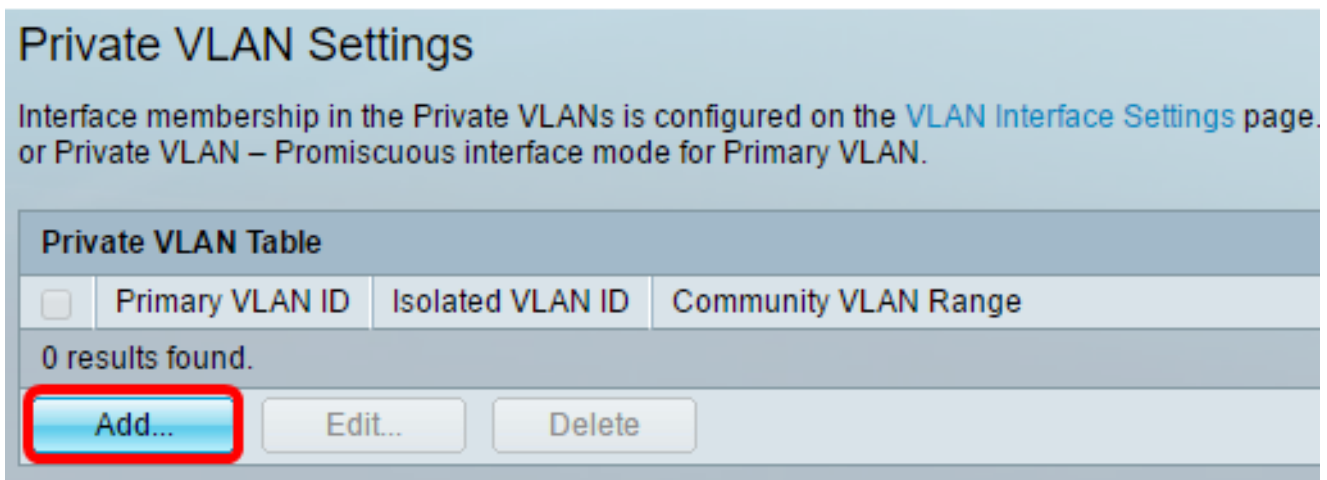 Private VLAN Settings
Interface membership in the Private VLANs is configured on the VLAN Interface Settings page.
or Private VLAN – Promiscuous interface mode for Primary VLAN.
Private VLAN Table
Primary VLAN ID Isolated VLAN ID Community VLAN Range
0 results found.
Add... Edit... Delete